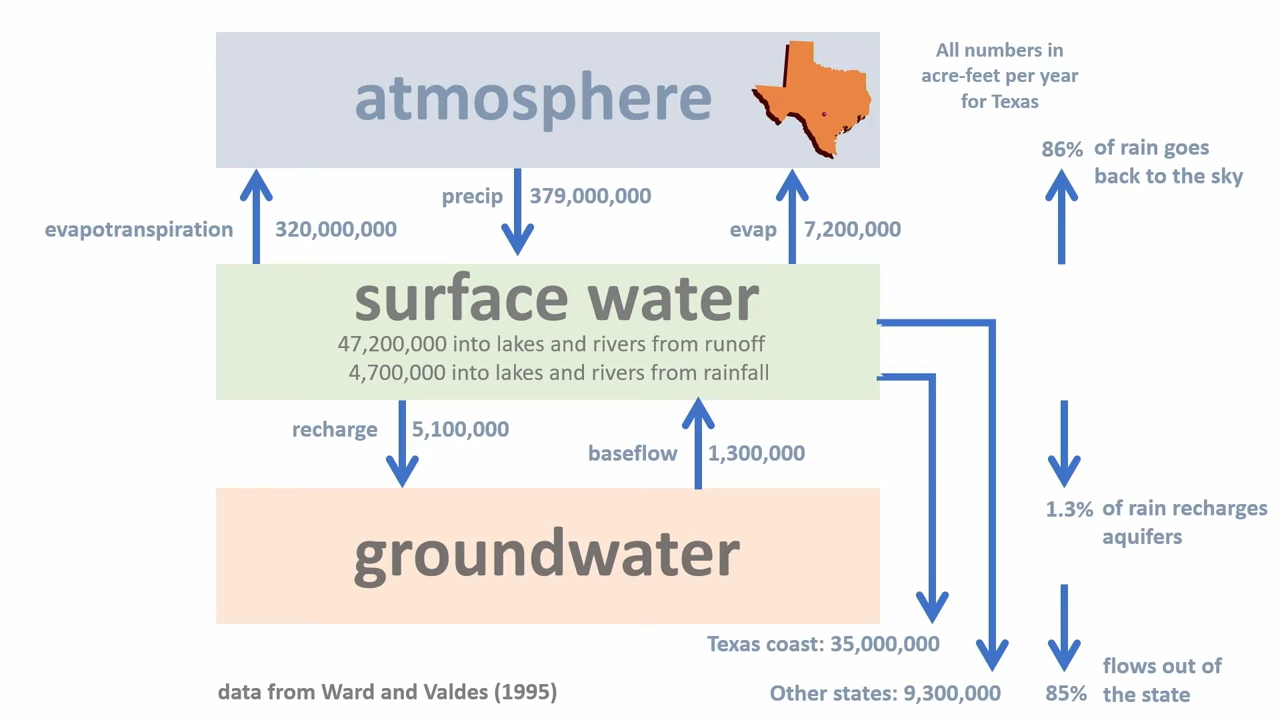 atmosphere
All numbers in
acre-feet per year
for Texas
86% of rain goes
back to the sky
precip 379,000,000
evapotranspiration 320,000,000
evap 7,200,000
surface water
47,200,000 into lakes and rivers from runoff
4,700,000 into lakes and rivers from rainfall
recharge 5,100,000
baseflow 1,300,000
1.3% of rain recharges
aquifers
groundwater
Texas coast: 35,000,000
flows out of
85% the state
Other states: 9,300,000
data from Ward and Valdes (1995)